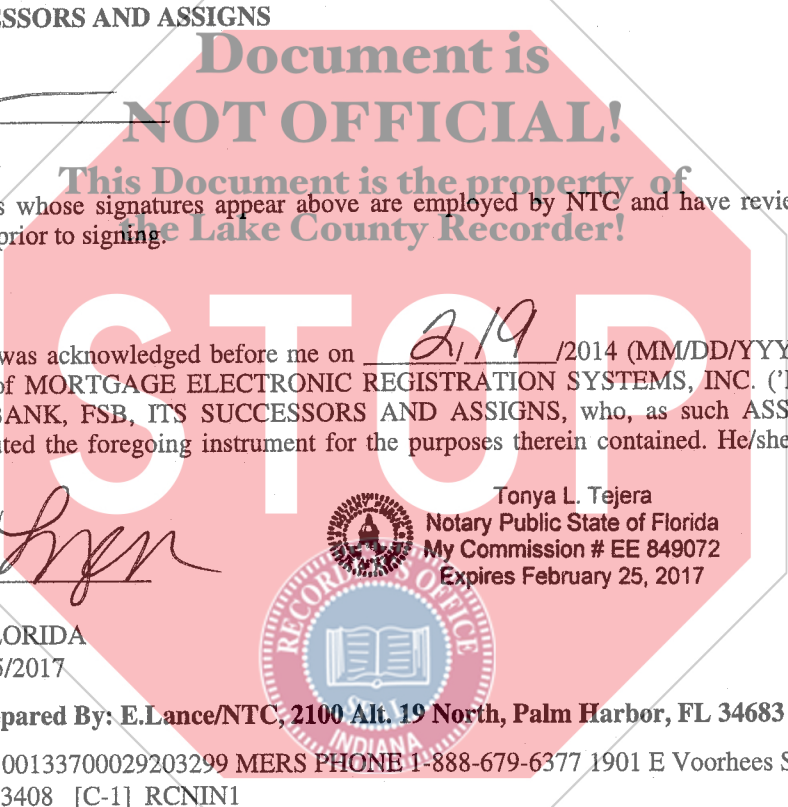 ESSORS AND ASSIGNS
Document is
NOT OFFICIAL!
This Document is the property of
s whose signatures appear above are employed by NTC and have revie
the Lake County Recorder!
prior to signing.
STOP
was acknowledged before me on 2/19/2014 (MM/DD/YYY
of MORTGAGE ELECTRONIC REGISTRATION SYSTEMS, INC. ('
BANK, FSB, ITS SUCCESSORS AND ASSIGNS, who, as such ASS
ted the foregoing instrument for the purposes therein contained. He/she
Tonya L. Tejera
Notary Public State of Florida
My Commission # EE 849072
Expires February 25, 2017
RECORDER'S OFFICE
SEAL
INDIANA
LORIDA
5/2017
pared By: E.Lance/NTC, 2100 Alt. 19 North, Palm Harbor, FL 34683
00133700029203299 MERS PHONE 1-888-679-6377 1901 E Voorhees S
3408 [C-1] RCNIN1